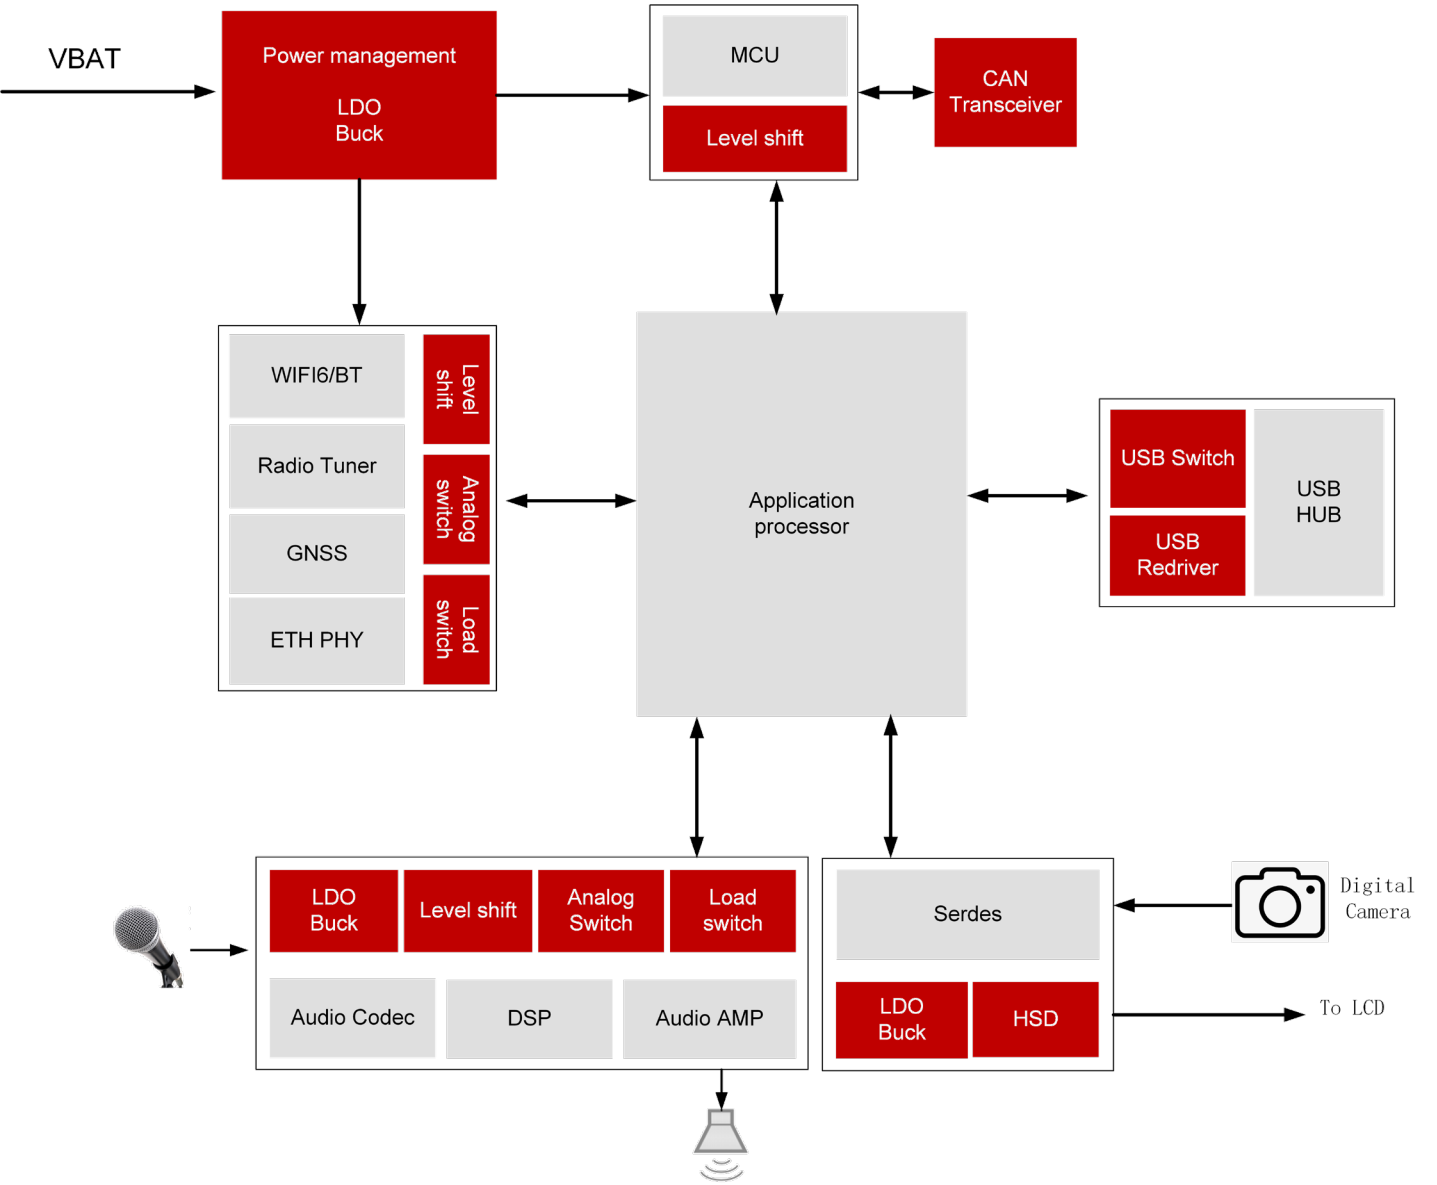 VBAT
Power management
LDO
Buck
MCU
Level shift
CAN
Transceiver
WIFI6/BT
Radio Tuner
GNSS
ETH PHY
Level
shift
Analog
switch
Load
switch
Application
processor
USB Switch
USB
Redriver
USB
HUB
LDO
Buck
Level shift
Analog
Switch
Load
switch
Audio Codec
DSP
Audio AMP
Serdes
LDO
Buck
HSD
Digital
Camera
To LCD